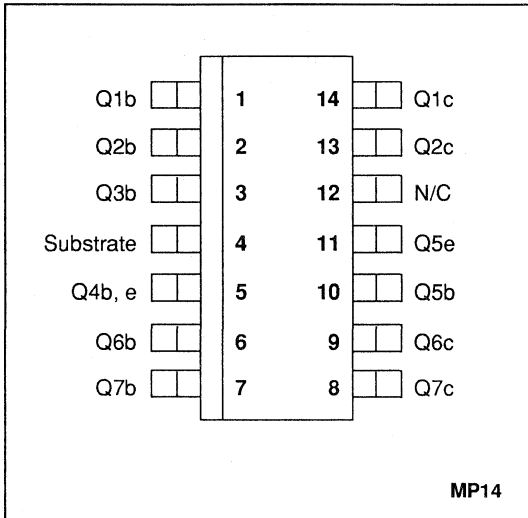 Q1b 1 14 Q1c
Q2b 2 13 Q2c
Q3b 3 12 N/C
Substrate 4 11 Q5e
Q4b, e 5 10 Q5b
Q6b 6 9 Q6c
Q7b 7 8 Q7c
MP14